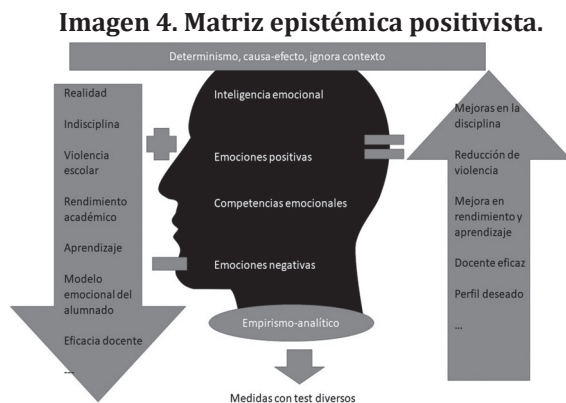 Imagen 4. Matriz epistémica positivista.
Determinismo, causa-efecto, ignora contexto
Realidad
Indisciplina
Violencia
escolar
Rendimiento
académico
Aprendizaje
Modelo
emocional del
alumnado
Eficacia docente
---
Inteligencia emocional
Emociones positivas
Competencias emocionales
Emociones negativas
Empirismo-analítico
Medidas con test diversos
Mejoras en la
disciplina
Reducción de
violencia
Mejora en
rendimiento y
aprendizaje
Docente eficaz
Perfil deseado
...